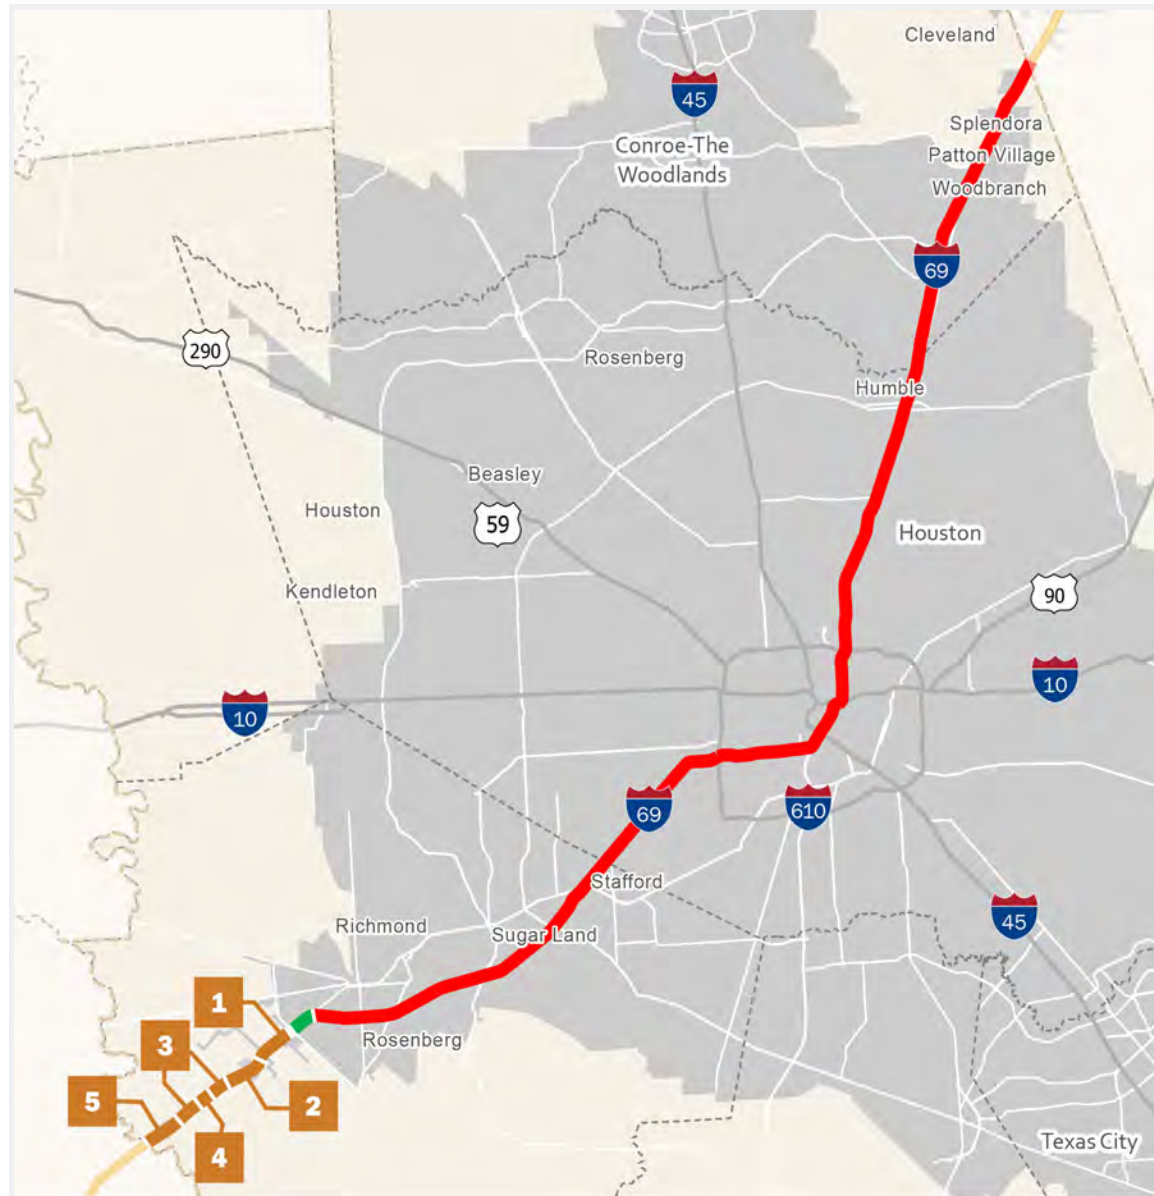 Cleveland
45
Splendora
Conroe-The
Woodlands
Patton Village
Woodbranch
69
290
Rosenberg
Humble
Beasley
Houston
59
Houston
Kendleton
90
10
10
69
610
Stafford
Richmond
Sugar Land
45
1
Rosenberg
3
5
2
4
Texas City